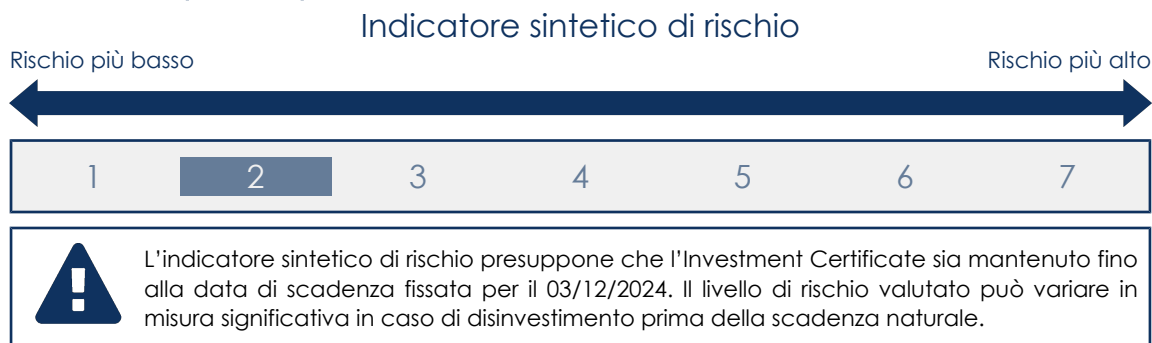 Indicatore sintetico di rischio
Rischio più basso Rischio più alto
1 2 3 4 5 6 7
L'indicatore sintetico di rischio presuppone che l'Investment Certificate sia mantenuto fino
alla data di scadenza fissata per il 03/12/2024. Il livello di rischio valutato può variare in
misura significativa in caso di disinvestimento prima della scadenza naturale.